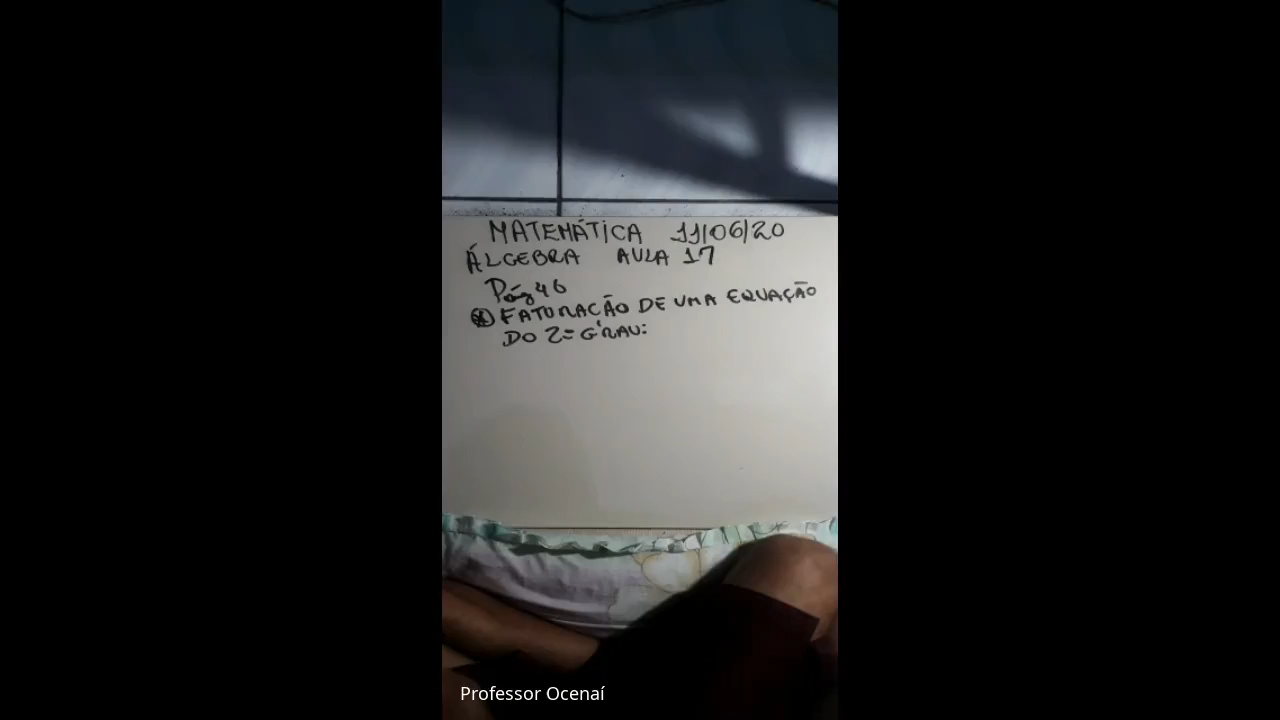 MATEMÁTICA 11/06/20
ÁLGEBRA AULA 17
Pág 46
* FATORAÇÃO DE UMA EQUAÇÃO
DO 2º GRAU:
Professor Ocenaí